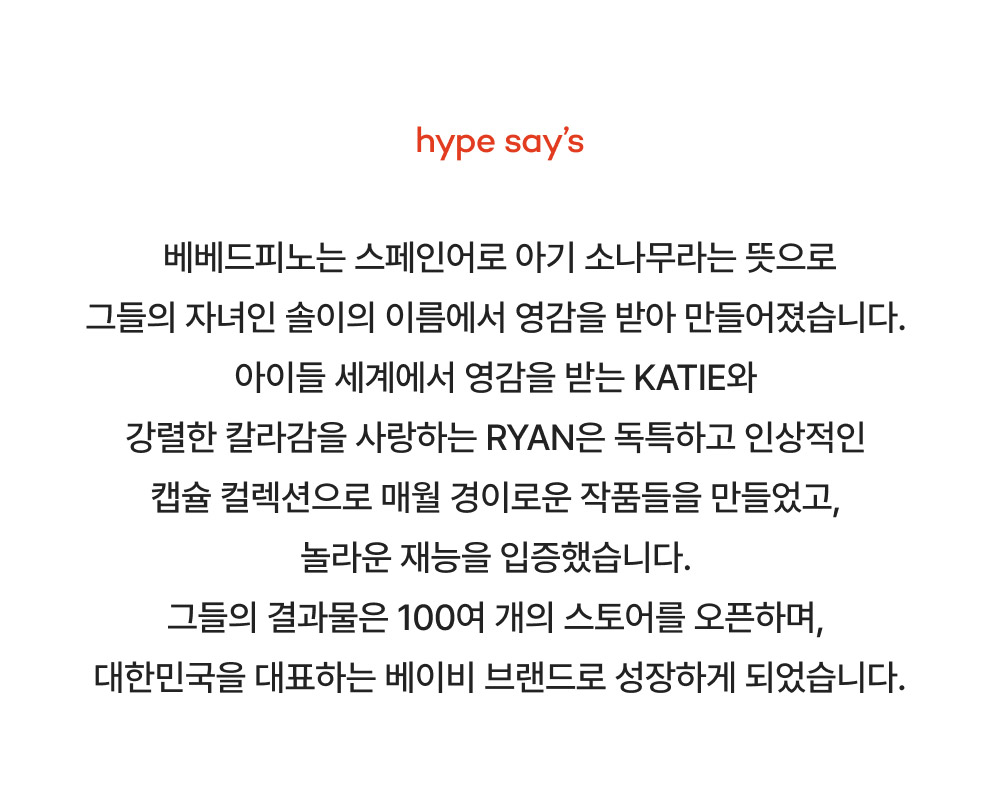 hype say’s
베베드피노는 스페인어로 아기 소나무라는 뜻으로
그들의 자녀인 솔이의 이름에서 영감을 받아 만들어졌습니다.
아이들 세계에서 영감을 받는 KATIE와
강렬한 칼라감을 사랑하는 RYAN은 독특하고 인상적인
캡슐 컬렉션으로 매월 경이로운 작품들을 만들었고,
놀라운 재능을 입증했습니다.
그들의 결과물은 100여 개의 스토어를 오픈하며,
대한민국을 대표하는 베이비 브랜드로 성장하게 되었습니다.